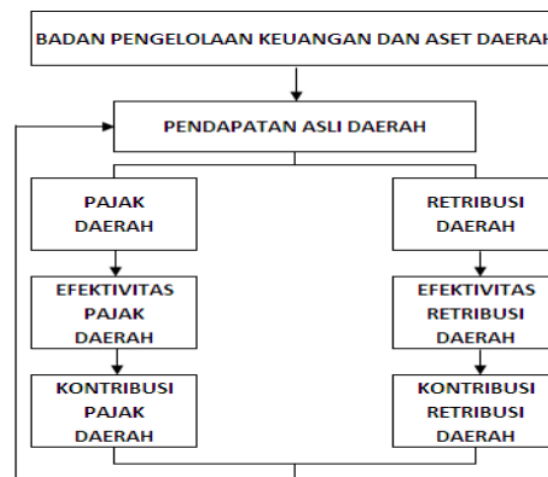 BADAN PENGELOLAAN KEUANGAN DAN ASET DAERAH
PENDAPATAN ASLI DAERAH
PAJAK
DAERAH
RETRIBUSI
DAERAH
EFEKTIVITAS
PAJAK
DAERAH
EFEKTIVITAS
RETRIBUSI
DAERAH
KONTRIBUSI
PAJAK
DAERAH
KONTRIBUSI
RETRIBUSI
DAERAH